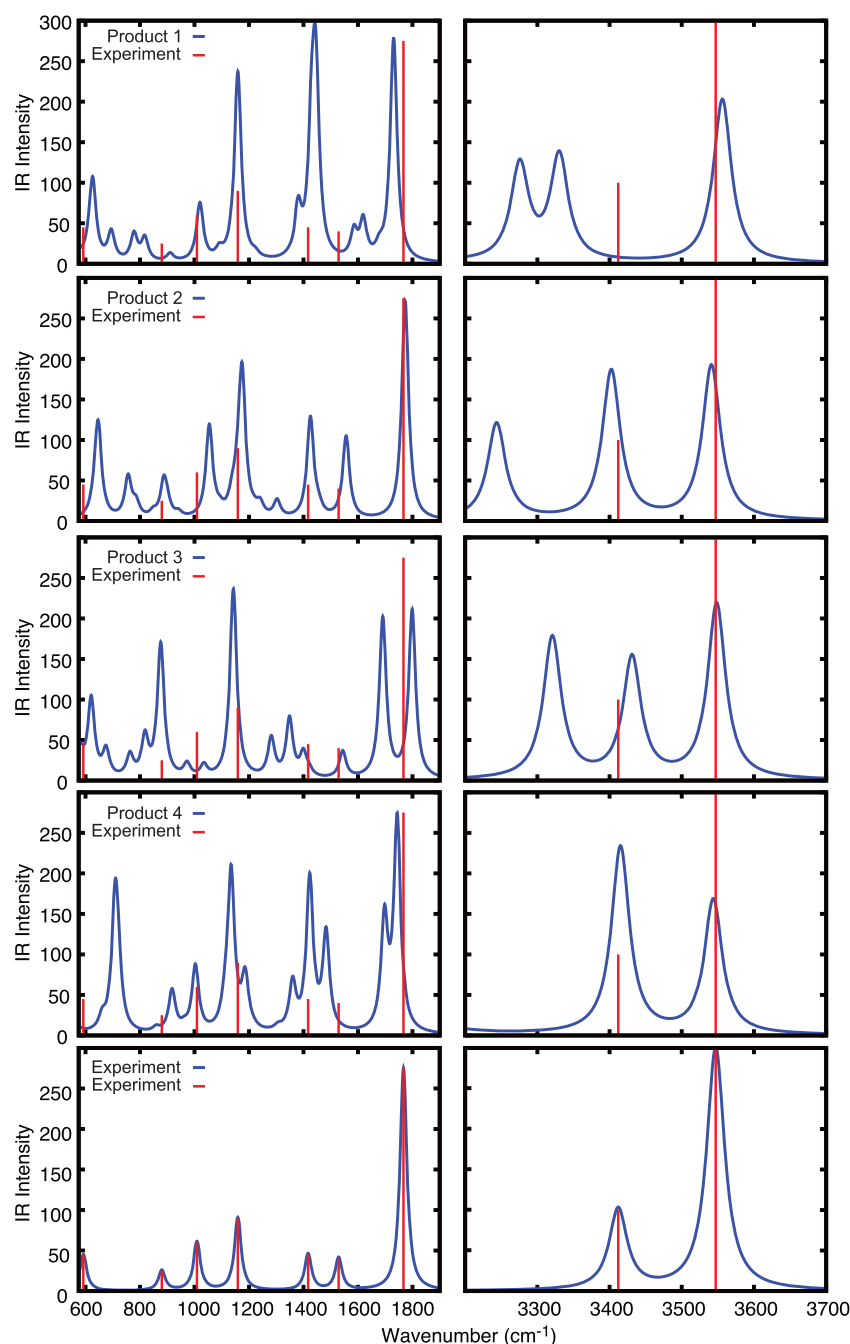 Product 1
Experiment
300
250
200
150
100
50
0
IR Intensity
Product 2
Experiment
250
200
150
100
50
0
IR Intensity
Product 3
Experiment
250
200
150
100
50
0
IR Intensity
Product 4
Experiment
250
200
150
100
50
0
IR Intensity
Experiment
Experiment
250
200
150
100
50
0
IR Intensity
600 800 1000 1200 1400 1600 1800
3300 3400 3500 3600 3700
Wavenumber (cm⁻¹)